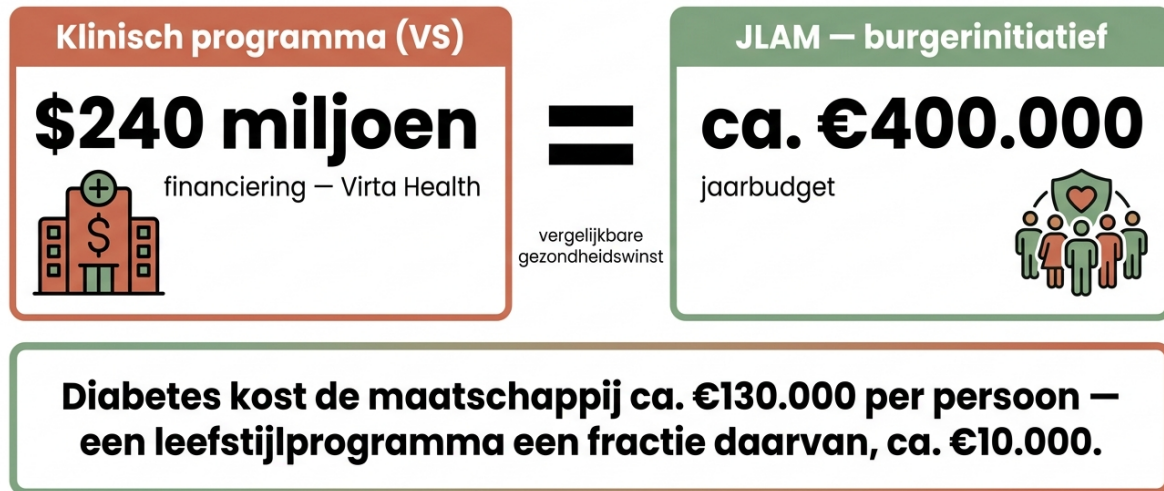 Klinisch programma (VS)
$240 miljoen
financiering — Virta Health
$
=
vergelijkbare
gezondheidswinst
JLAM — burgerinitiatief
ca. €400.000
jaarbudget
Diabetes kost de maatschappij ca. €130.000 per persoon —
een leefstijlprogramma een fractie daarvan, ca. €10.000.